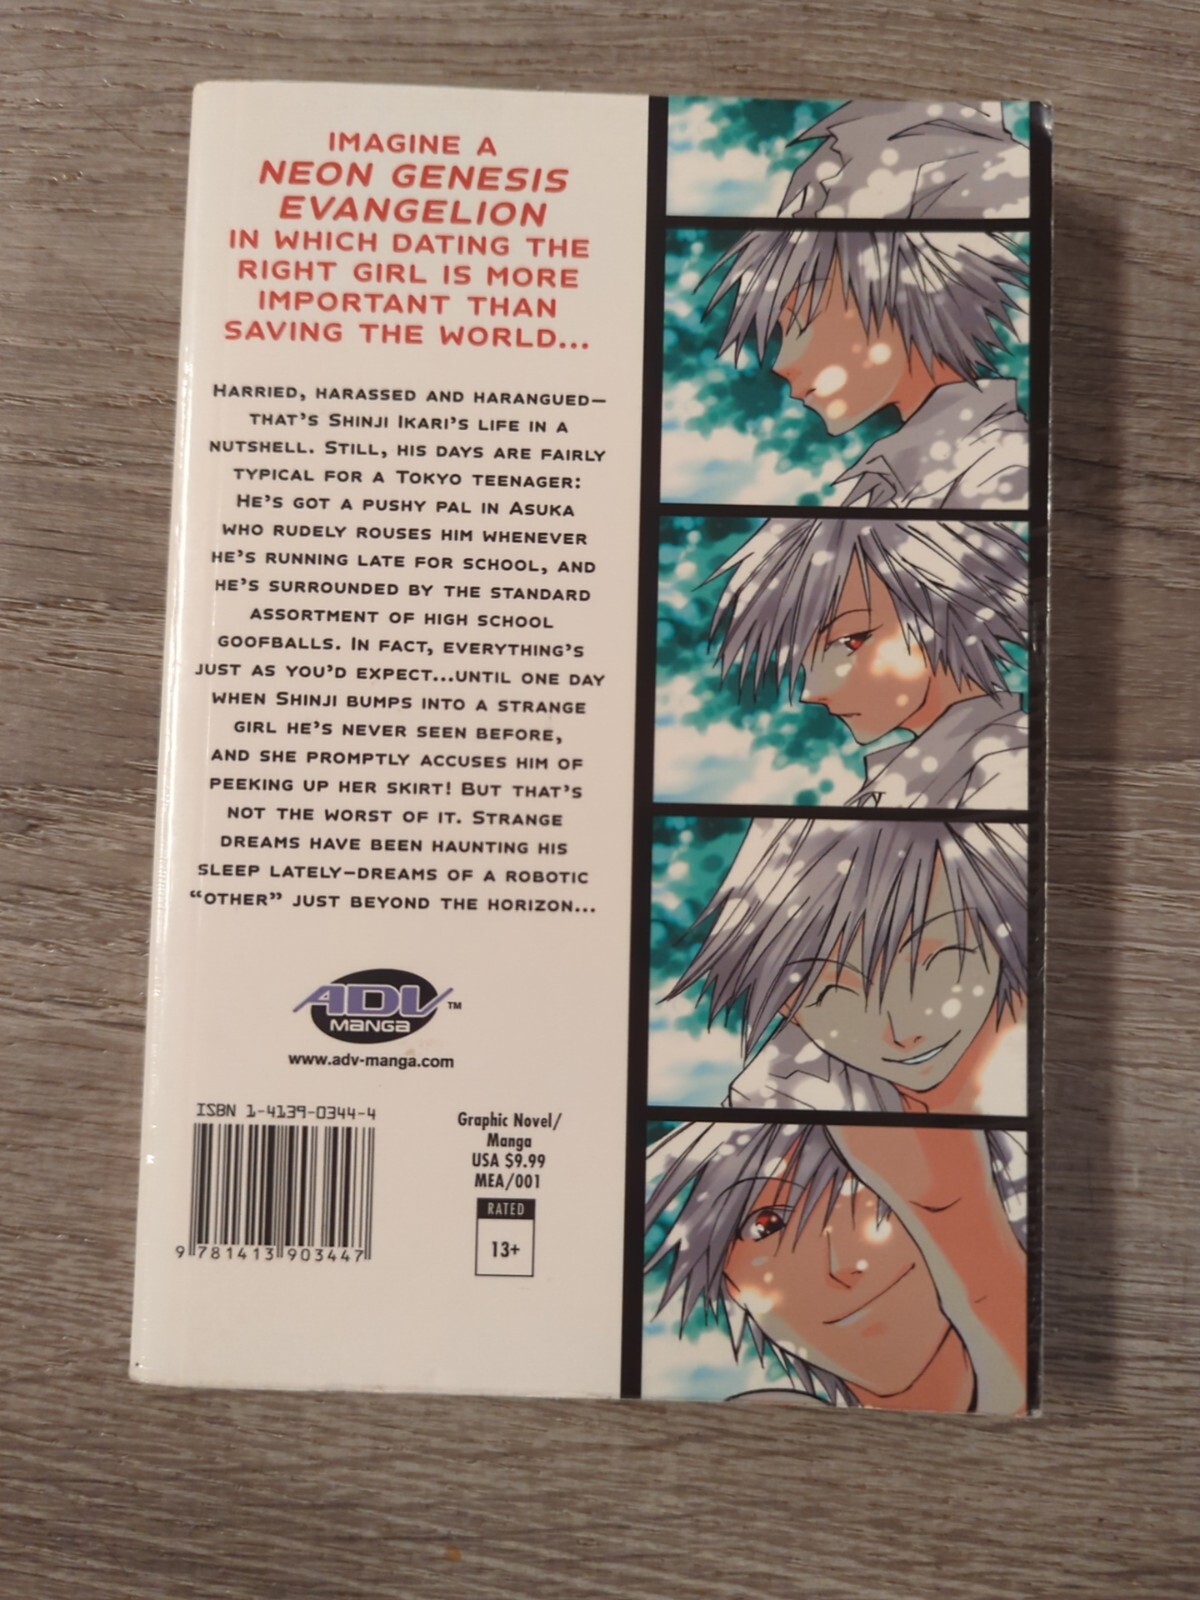 IMAGINE A
NEON GENESIS
EVANGELION
IN WHICH DATING THE
RIGHT GIRL IS MORE
IMPORTANT THAN
SAVING THE WORLD...
HARRIED, HARASSED AND HARANGUED—
THAT'S SHINJI IKARI'S LIFE IN A
NUTSHELL. STILL, HIS DAYS ARE FAIRLY
TYPICAL FOR A TOKYO TEENAGER:
HE'S GOT A PUSHY PAL IN ASUKA
WHO RUDELY ROUSES HIM WHENEVER
HE'S RUNNING LATE FOR SCHOOL, AND
HE'S SURROUNDED BY THE STANDARD
ASSORTMENT OF HIGH SCHOOL
GOOFBALLS. IN FACT, EVERYTHING'S
JUST AS YOU'D EXPECT...UNTIL ONE DAY
WHEN SHINJI BUMPS INTO A STRANGE
GIRL HE'S NEVER SEEN BEFORE,
AND SHE PROMPTLY ACCUSES HIM OF
PEEKING UP HER SKIRT! BUT THAT'S
NOT THE WORST OF IT. STRANGE
DREAMS HAVE BEEN HAUNTING HIS
SLEEP LATELY—DREAMS OF A ROBOTIC
"OTHER" JUST BEYOND THE HORIZON...
ADV™
MANGA
www.adv-manga.com
ISBN 1-4139-0344-4
9 781413 903447
Graphic Novel/
Manga
USA $9.99
MEA/001
RATED
13+